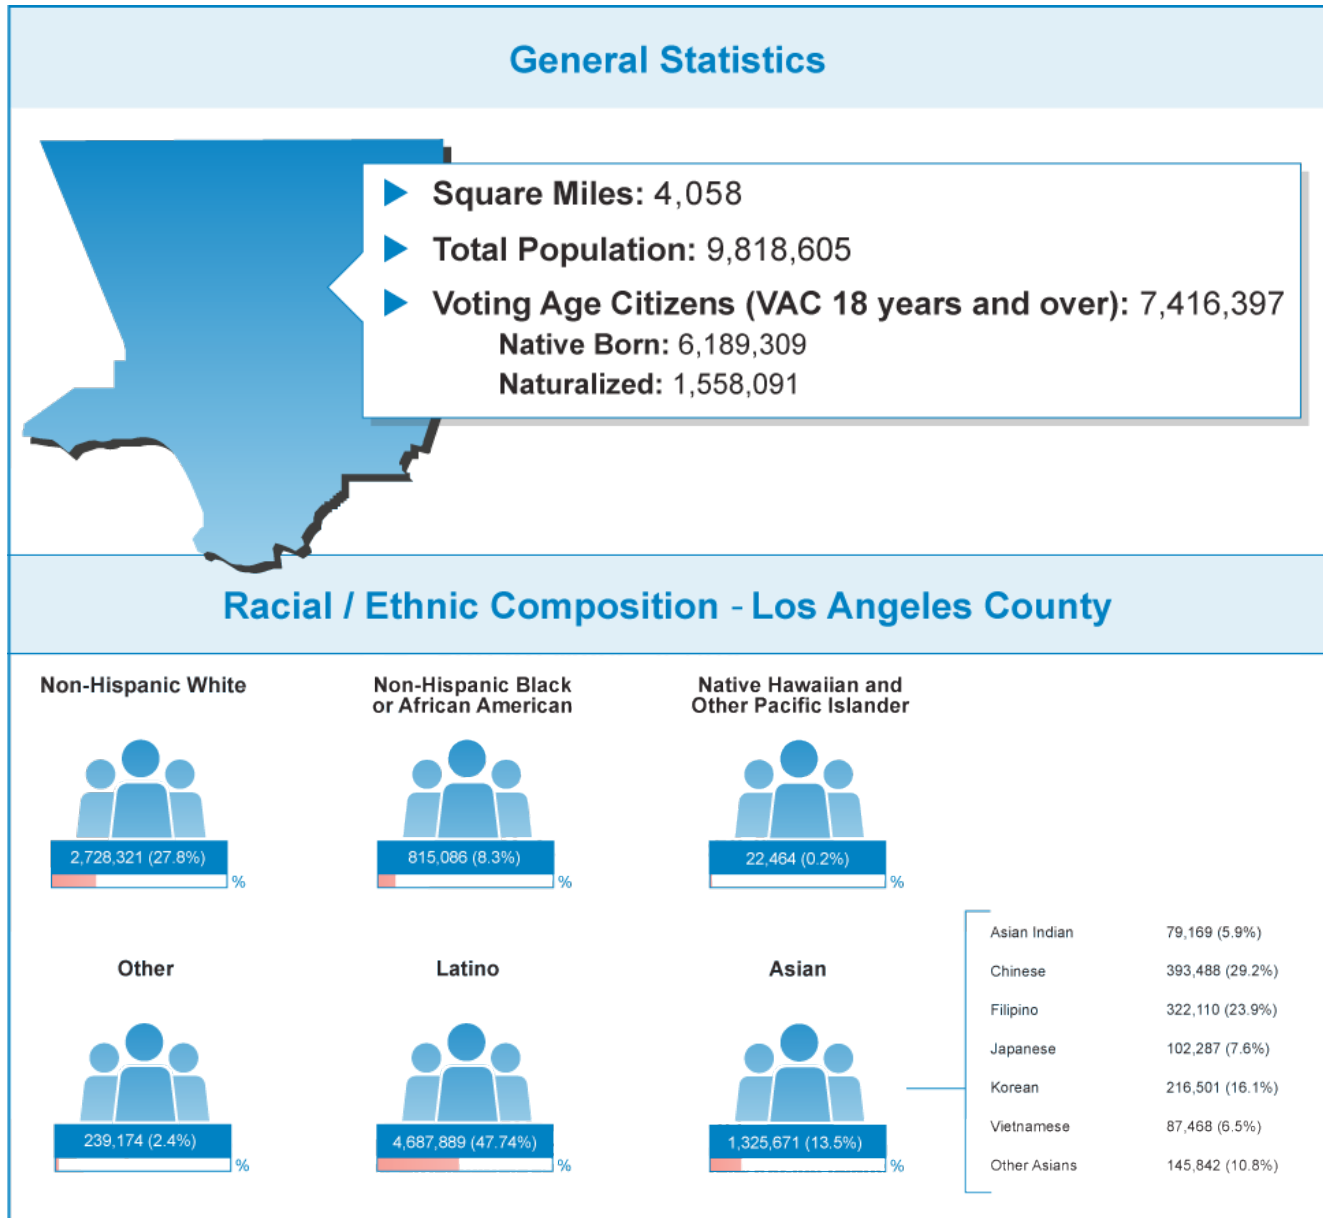 General Statistics
Square Miles: 4,058
Total Population: 9,818,605
Voting Age Citizens (VAC 18 years and over): 7,416,397
Native Born: 6,189,309
Naturalized: 1,558,091
Racial / Ethnic Composition - Los Angeles County
Non-Hispanic White
2,728,321 (27.8%)
%
Non-Hispanic Black
or African American
815,086 (8.3%)
%
Native Hawaiian and
Other Pacific Islander
22,464 (0.2%)
%
Other
239,174 (2.4%)
%
Latino
4,687,889 (47.74%)
%
Asian
1,325,671 (13.5%)
%
Asian Indian 79,169 (5.9%)
Chinese 393,488 (29.2%)
Filipino 322,110 (23.9%)
Japanese 102,287 (7.6%)
Korean 216,501 (16.1%)
Vietnamese 87,468 (6.5%)
Other Asians 145,842 (10.8%)